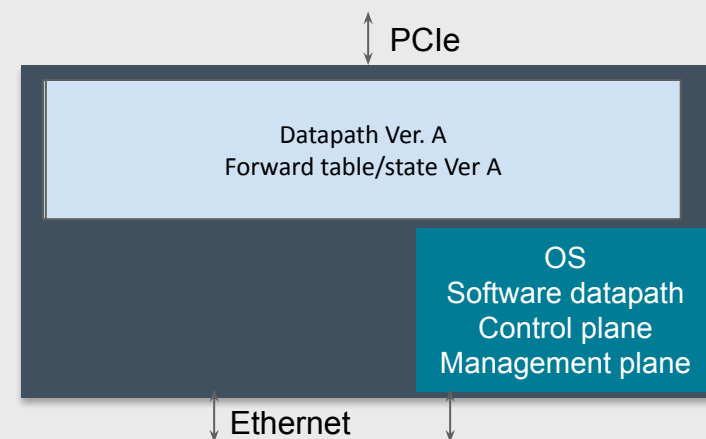 PCIe
Datapath Ver. A
Forward table/state Ver A
OS
Software datapath
Control plane
Management plane
Ethernet